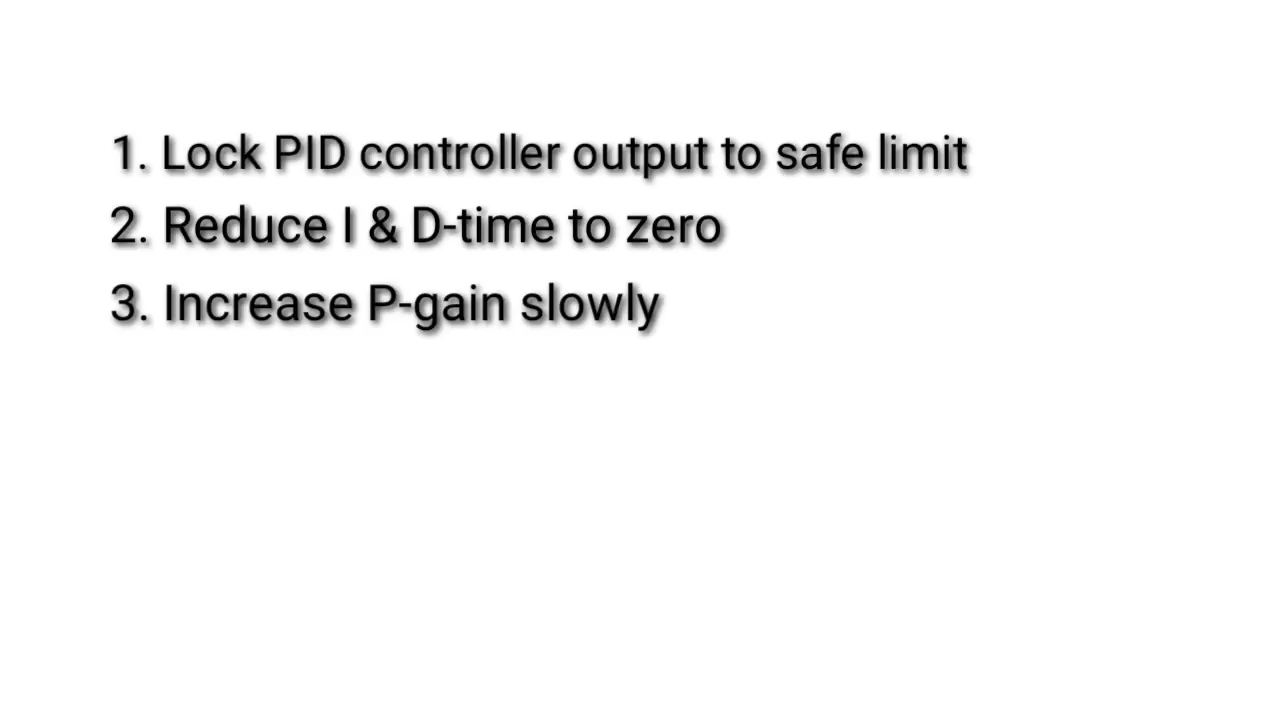 1. Lock PID controller output to safe limit
2. Reduce I & D-time to zero
3. Increase P-gain slowly